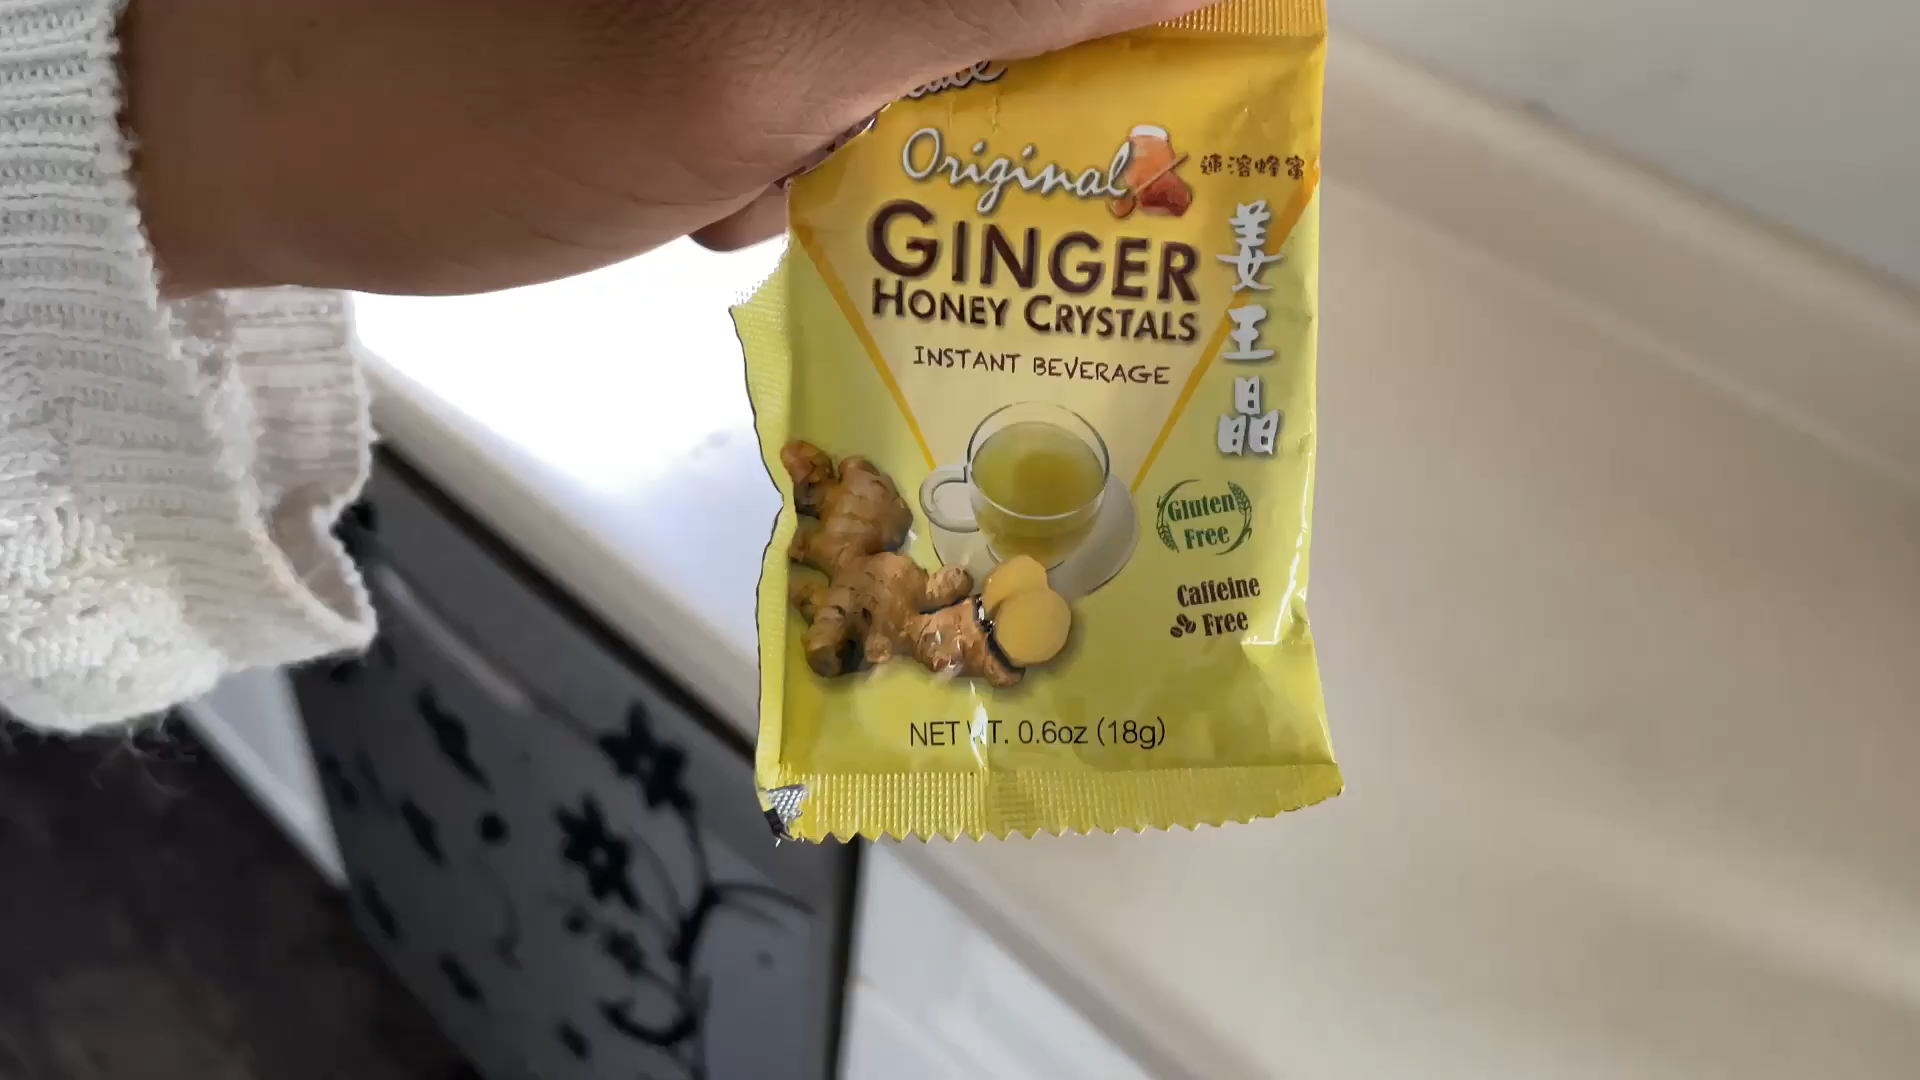 Original
速溶蜂蜜
GINGER
HONEY CRYSTALS
INSTANT BEVERAGE
姜王晶
Gluten
Free
Caffeine
Free
NET WT. 0.6oz (18g)